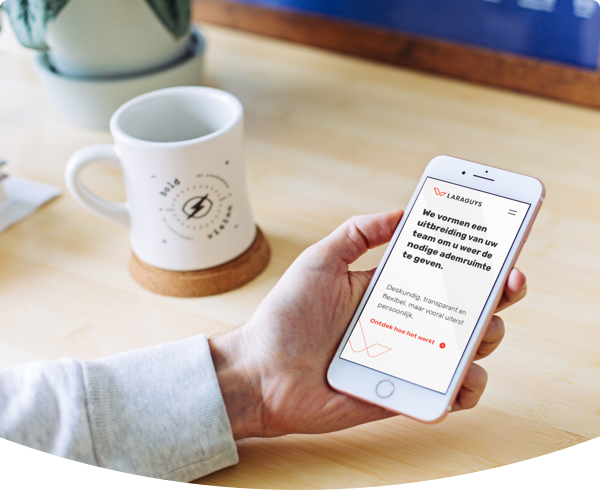 bold
vision
LARAGUYS
We vormen een
uitbreiding van uw
team om u weer de
nodige ademruimte
te geven.
Deskundig, transparant en
flexibel, maar vooral uiterst
persoonlijk.
Ontdek hoe het werkt